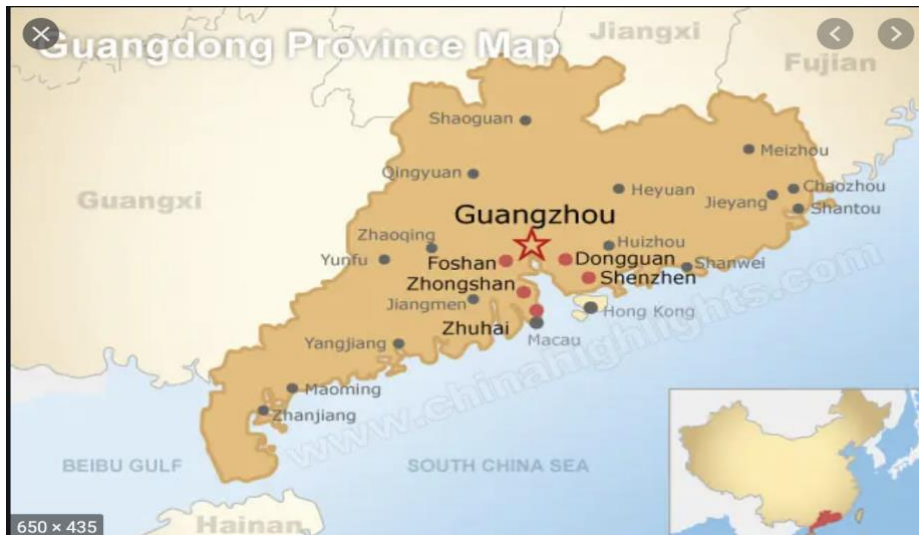 Guangdong Province Map
Jiangxi
Fujian
Shaoguan
Meizhou
Qingyuan
Guangxi
Heyuan
Chaozhou
Jieyang
Shantou
Guangzhou
Zhaoqing
Huizhou
Yunfu
Foshan
Dongguan
Shanwei
Zhongshan
Shenzhen
Jiangmen
Hong Kong
Zhuhai
Macau
Yangjiang
Maoming
Zhanjiang
www.chinahighlights.com
BEIBU GULF
SOUTH CHINA SEA
Hainan
650 × 435